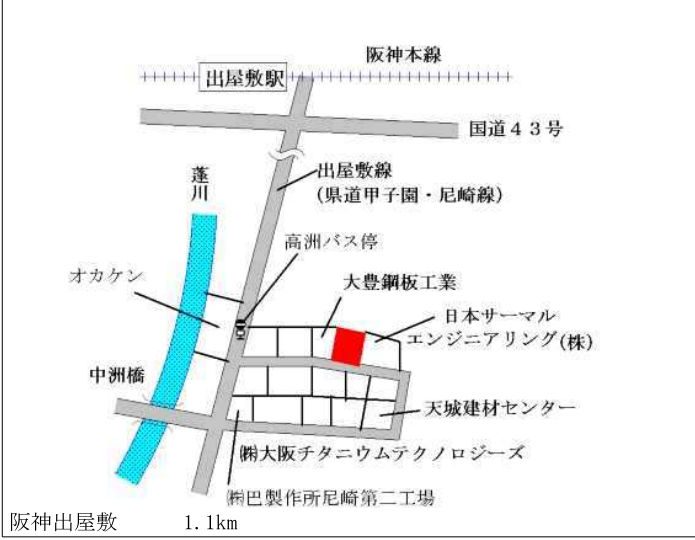 阪神本線
出屋敷駅
国道４３号
出屋敷線
(県道甲子園・尼崎線)
蓬川
高洲バス停
オカケン
大豊鋼板工業
日本サーマル
エンジニアリング(株)
中洲橋
天城建材センター
㈱大阪チタニウムテクノロジーズ
㈱巴製作所尼崎第二工場
阪神出屋敷 1.1km